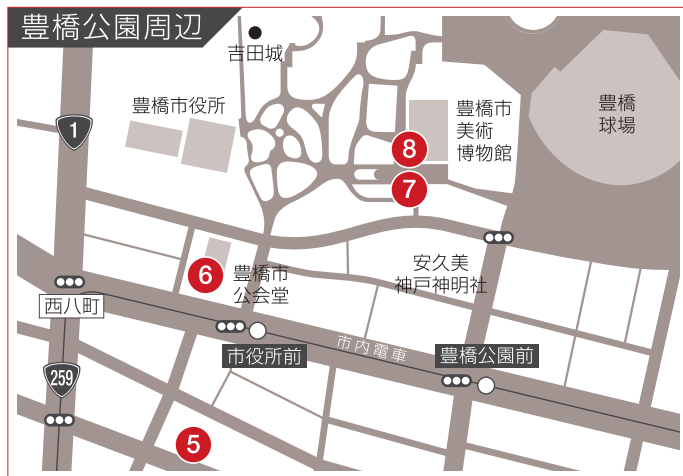 豊橋公園周辺
吉田城
豊橋市役所
豊橋市
美術
博物館
豊橋
球場
1
8
7
6
豊橋市
公会堂
安久美
神戸神明社
西八町
市役所前
市内電車
豊橋公園前
259
5